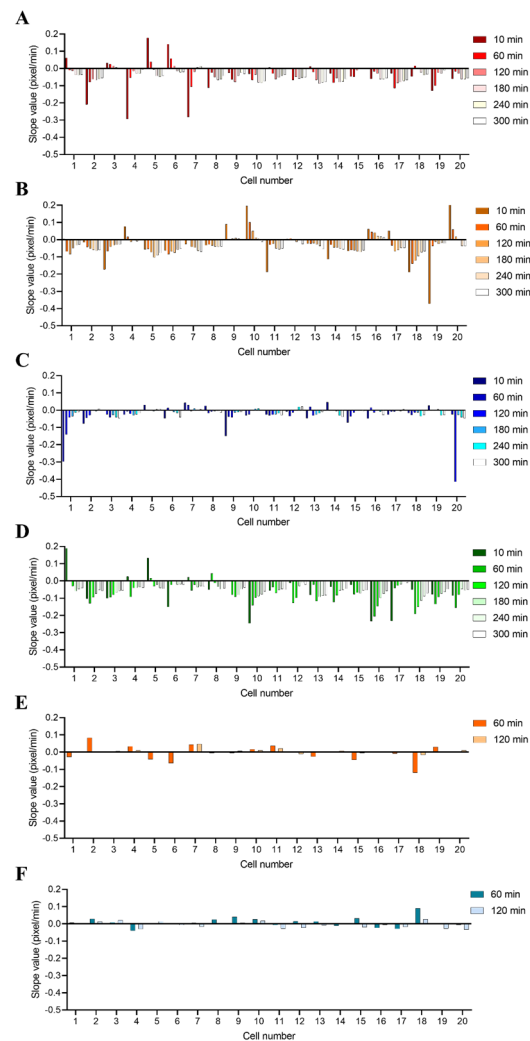 A
Slope value (pixel/min)
0.2
0.1
0.0
-0.1
-0.2
-0.3
-0.4
-0.5
1 2 3 4 5 6 7 8 9 10 11 12 13 14 15 16 17 18 19 20
Cell number
10 min
60 min
120 min
180 min
240 min
300 min
B
Slope value (pixel/min)
0.2
0.1
0.0
-0.1
-0.2
-0.3
-0.4
-0.5
1 2 3 4 5 6 7 8 9 10 11 12 13 14 15 16 17 18 19 20
Cell number
10 min
60 min
120 min
180 min
240 min
300 min
C
Slope value (pixel/min)
0.2
0.1
0.0
-0.1
-0.2
-0.3
-0.4
-0.5
1 2 3 4 5 6 7 8 9 10 11 12 13 14 15 16 17 18 19 20
Cell number
10 min
60 min
120 min
180 min
240 min
300 min
D
Slope value (pixel/min)
0.2
0.1
0.0
-0.1
-0.2
-0.3
-0.4
-0.5
1 2 3 4 5 6 7 8 9 10 11 12 13 14 15 16 17 18 19 20
Cell number
10 min
60 min
120 min
180 min
240 min
300 min
E
Slope value (pixel/min)
0.2
0.1
0.0
-0.1
-0.2
-0.3
-0.4
-0.5
1 2 3 4 5 6 7 8 9 10 11 12 13 14 15 16 17 18 19 20
Cell number
60 min
120 min
F
Slope value (pixel/min)
0.2
0.1
0.0
-0.1
-0.2
-0.3
-0.4
-0.5
1 2 3 4 5 6 7 8 9 10 11 12 13 14 15 16 17 18 19 20
Cell number
60 min
120 min